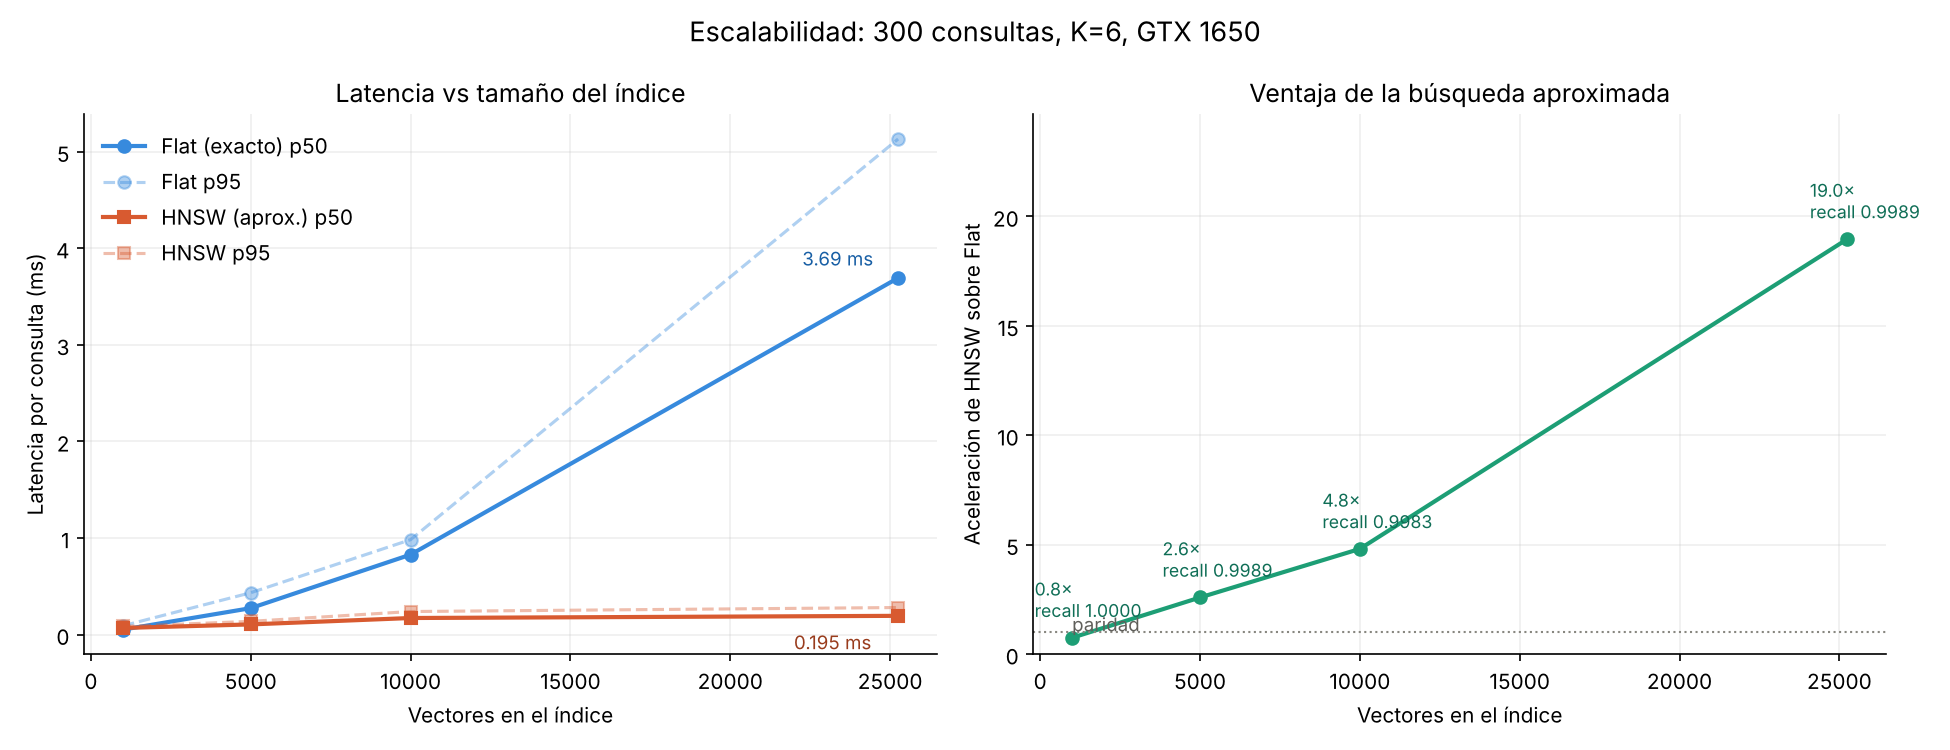 Escalabilidad: 300 consultas, K=6, GTX 1650
Latencia vs tamaño del índice
Flat (exacto) p50
Flat p95
HNSW (aprox.) p50
HNSW p95
3.69 ms
0.195 ms
Latencia por consulta (ms)
5
4
3
2
1
0
0 5000 10000 15000 20000 25000
Vectores en el índice
Ventaja de la búsqueda aproximada
19.0×
recall 0.9989
4.8×
recall 0.9983
2.6×
recall 0.9989
0.8×
recall 1.0000
paridad
Aceleración de HNSW sobre Flat
20
15
10
5
0
0 5000 10000 15000 20000 25000
Vectores en el índice